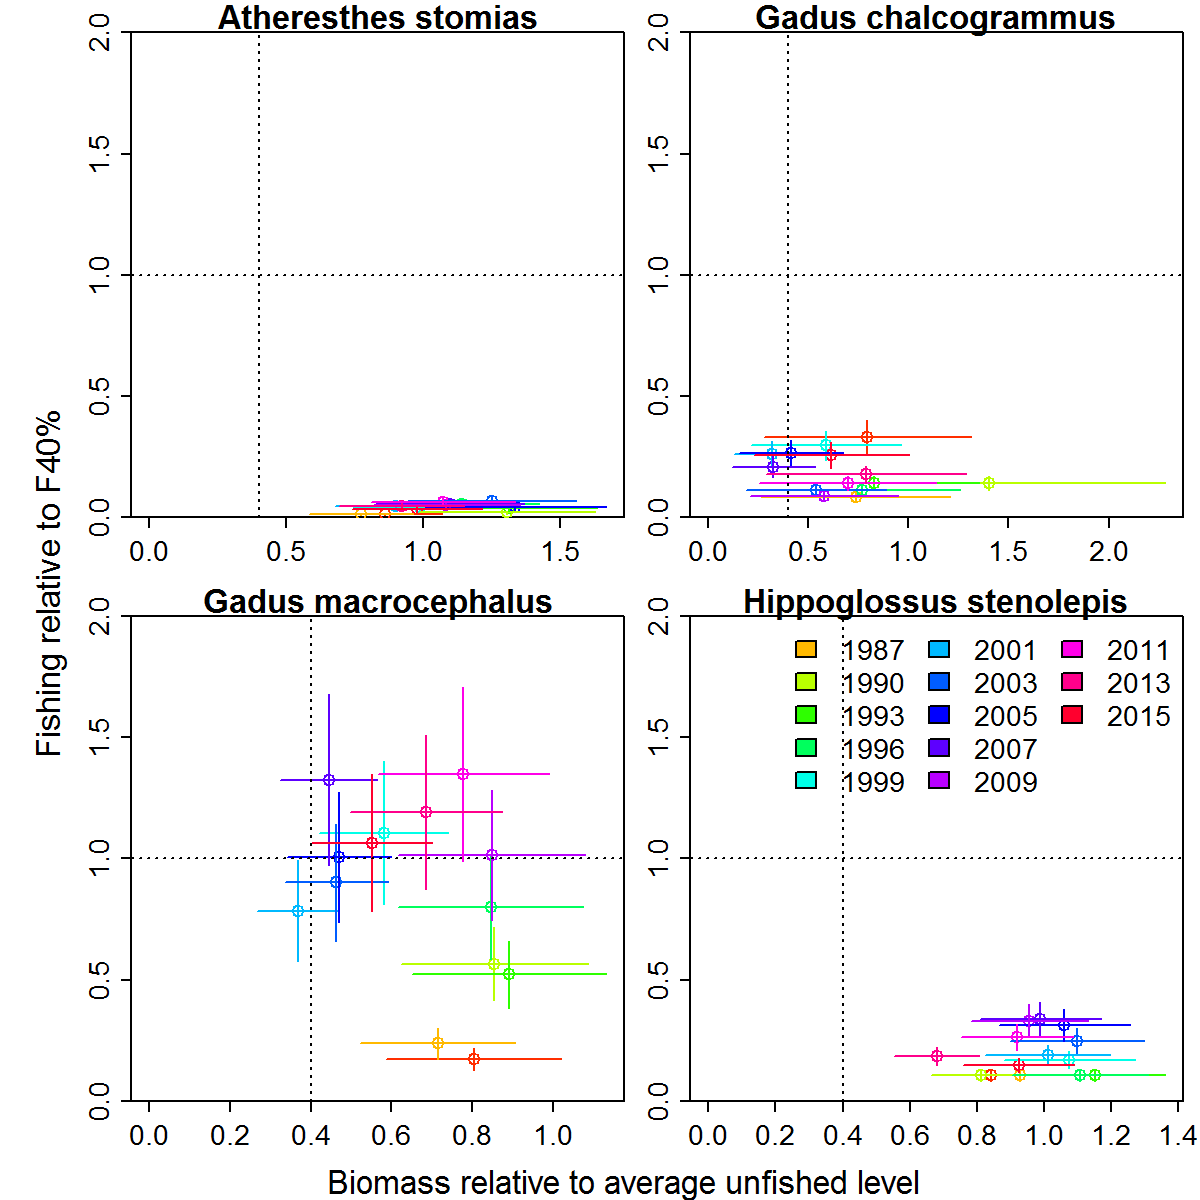 Atheresthes stomias
Gadus chalcogrammus
2.0
1.5
1.0
0.5
0.0
0.0 0.5 1.0 1.5
2.0
1.5
1.0
0.5
0.0
0.0 0.5 1.0 1.5 2.0
Fishing relative to F40%
Gadus macrocephalus
Hippoglossus stenolepis
2.0
1.5
1.0
0.5
0.0
0.0 0.2 0.4 0.6 0.8 1.0
2.0
1.5
1.0
0.5
0.0
1987 2001 2011
1990 2003 2013
1993 2005 2015
1996 2007
1999 2009
0.0 0.2 0.4 0.6 0.8 1.0 1.2 1.4
Biomass relative to average unfished level